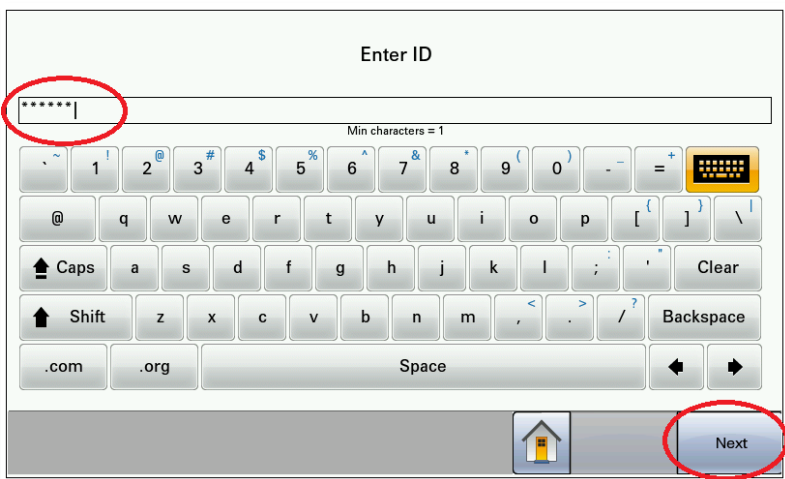 Enter ID
******
Min characters = 1
` ~ 1 ! 2 @ 3 # 4 $ 5 % 6 ^ 7 & 8 * 9 ( 0 ) - _ = +
@ q w e r t y u i o p [ { ] } \ |
Caps a s d f g h j k l ; : ' " Clear
Shift z x c v b n m , < . > / ? Backspace
.com .org Space
Next